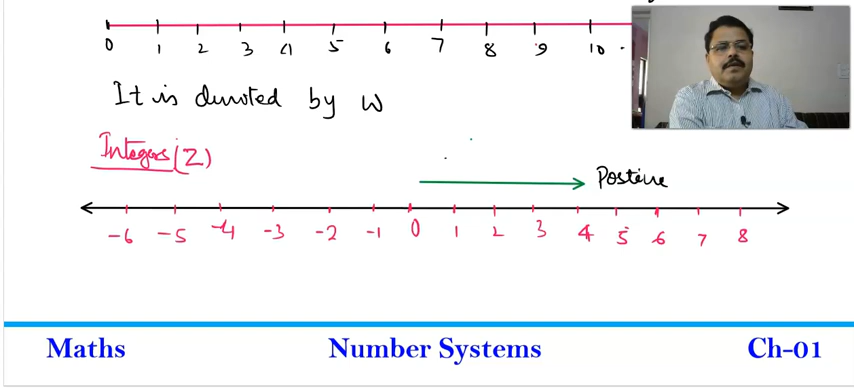 0 1 2 3 4 5 6 7 8 9 10 .
It is denoted by W
Integers (Z)
Postive
-6 -5 -4 -3 -2 -1 0 1 2 3 4 5 6 7 8
Maths Number Systems Ch-01